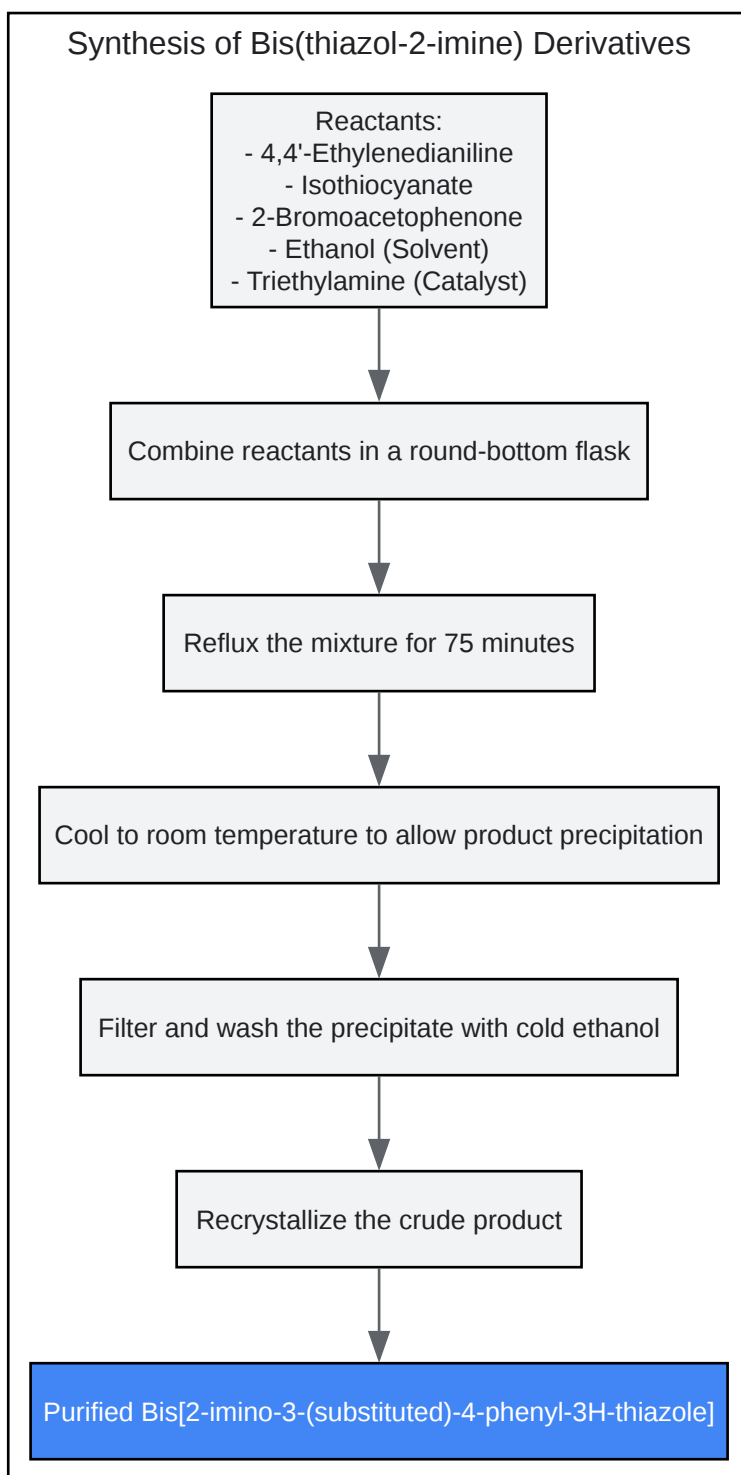 Synthesis of Bis(thiazol-2-imine) Derivatives
Reactants:
- 4,4'-Ethylenedianiline
- Isothiocyanate
- 2-Bromoacetophenone
- Ethanol (Solvent)
- Triethylamine (Catalyst)
Combine reactants in a round-bottom flask
Reflux the mixture for 75 minutes
Cool to room temperature to allow product precipitation
Filter and wash the precipitate with cold ethanol
Recrystallize the crude product
Purified Bis[2-imino-3-(substituted)-4-phenyl-3H-thiazole]